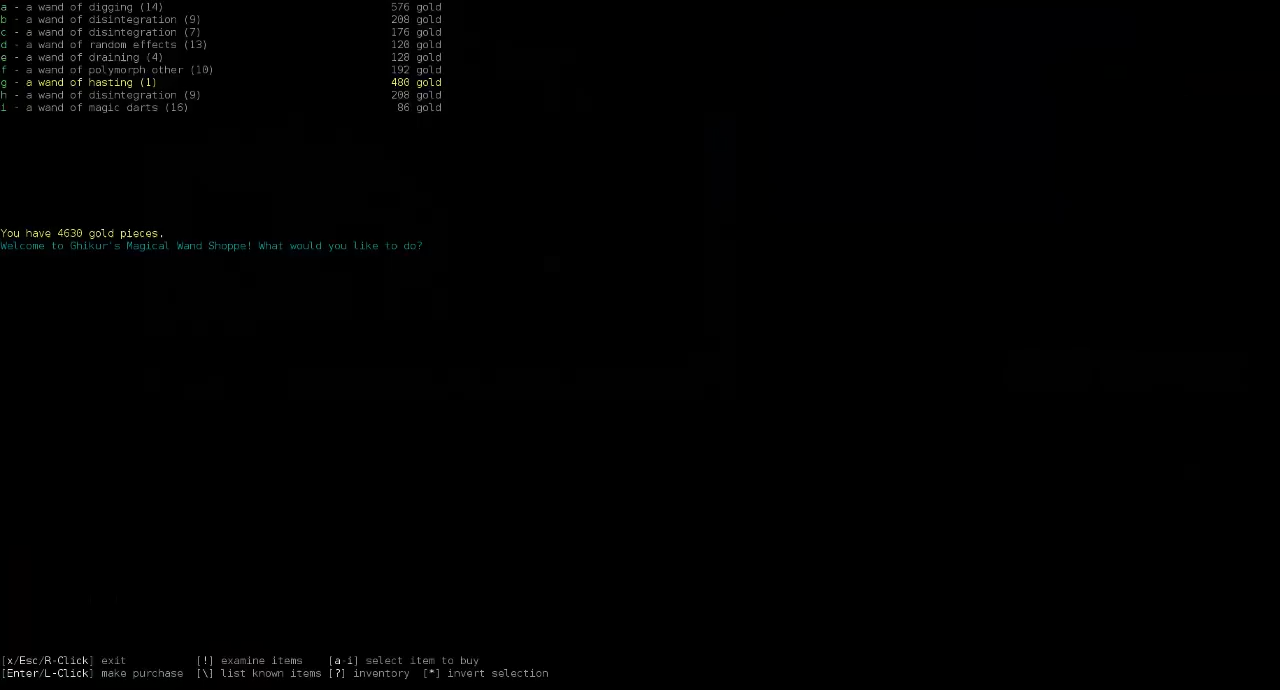 a - a wand of digging (14) 576 gold
b - a wand of disintegration (9) 208 gold
c - a wand of disintegration (7) 176 gold
d - a wand of random effects (13) 120 gold
e - a wand of draining (4) 128 gold
f - a wand of polymorph other (10) 192 gold
g - a wand of hasting (1) 480 gold
h - a wand of disintegration (9) 208 gold
i - a wand of magic darts (16) 86 gold
You have 4630 gold pieces.
Welcome to Ghikur's Magical Wand Shoppe! What would you like to do?
[x/Esc/R-Click] exit [!] examine items [a-i] select item to buy
[Enter/L-Click] make purchase [\] list known items [?] inventory [*] invert selection